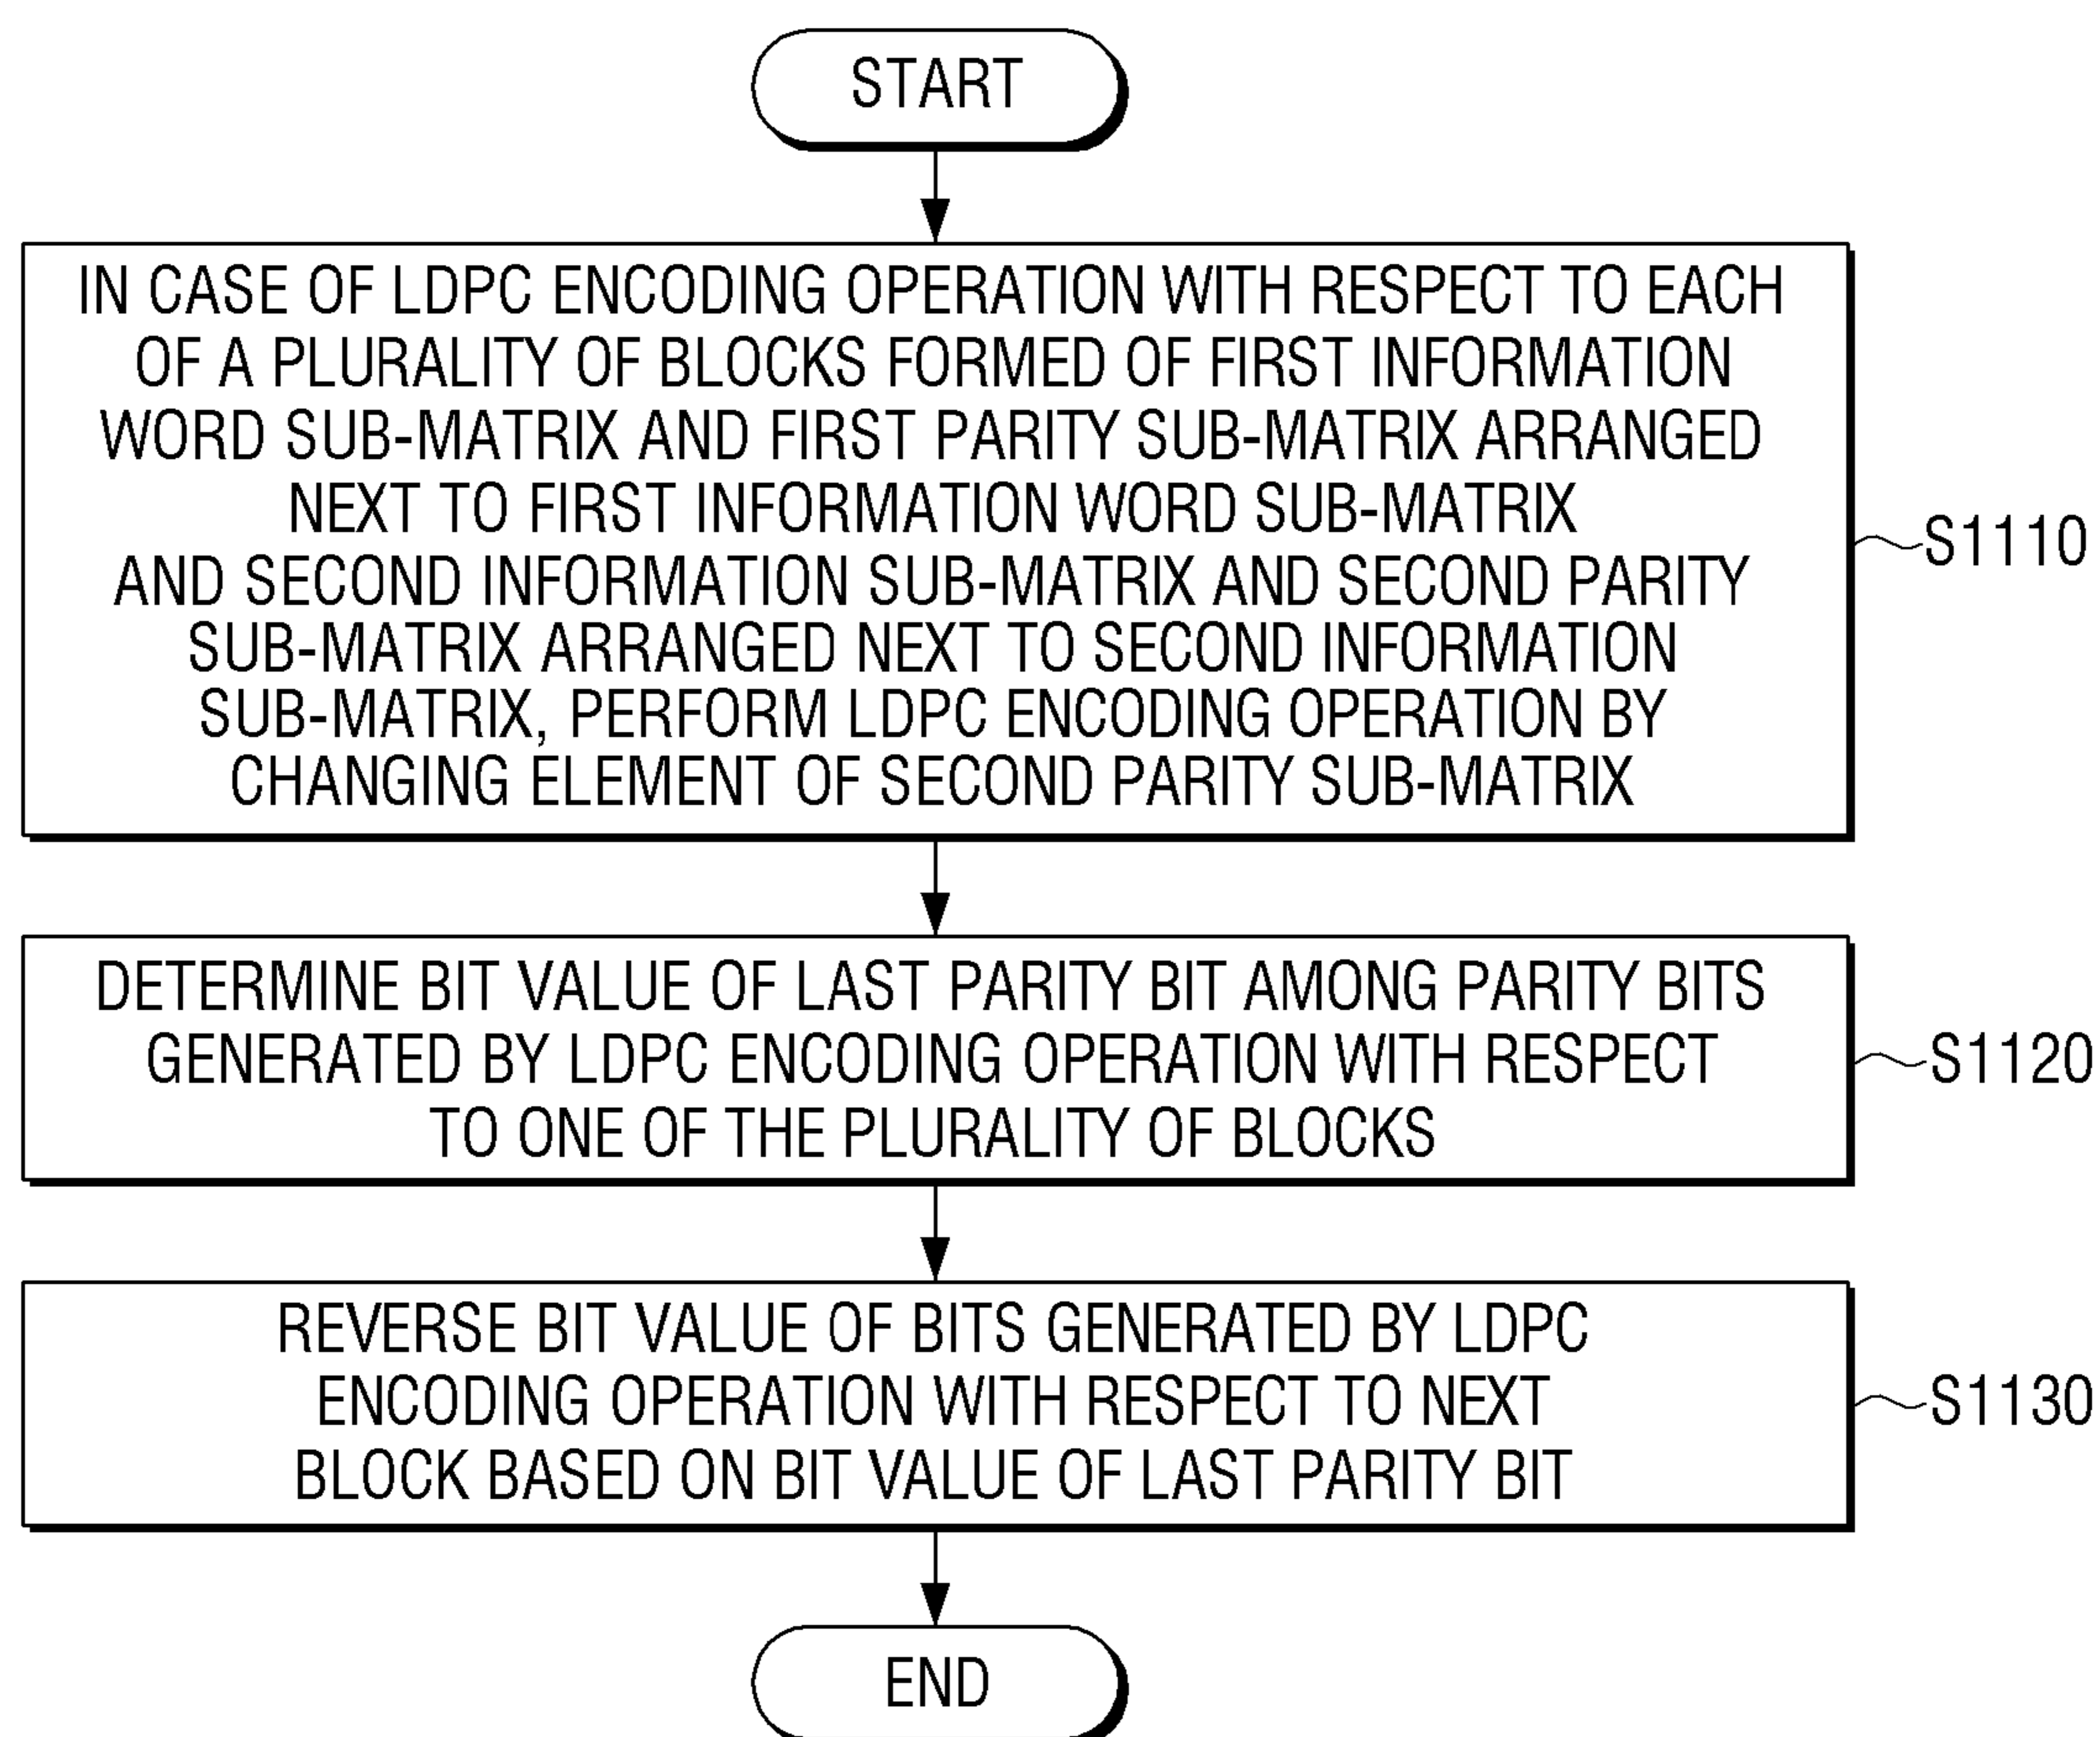 START
IN CASE OF LDPC ENCODING OPERATION WITH RESPECT TO EACH
OF A PLURALITY OF BLOCKS FORMED OF FIRST INFORMATION
WORD SUB-MATRIX AND FIRST PARITY SUB-MATRIX ARRANGED
NEXT TO FIRST INFORMATION WORD SUB-MATRIX
AND SECOND INFORMATION SUB-MATRIX AND SECOND PARITY
SUB-MATRIX ARRANGED NEXT TO SECOND INFORMATION
SUB-MATRIX, PERFORM LDPC ENCODING OPERATION BY
CHANGING ELEMENT OF SECOND PARITY SUB-MATRIX
S1110
DETERMINE BIT VALUE OF LAST PARITY BIT AMONG PARITY BITS
GENERATED BY LDPC ENCODING OPERATION WITH RESPECT
TO ONE OF THE PLURALITY OF BLOCKS
S1120
REVERSE BIT VALUE OF BITS GENERATED BY LDPC
ENCODING OPERATION WITH RESPECT TO NEXT
BLOCK BASED ON BIT VALUE OF LAST PARITY BIT
S1130
END